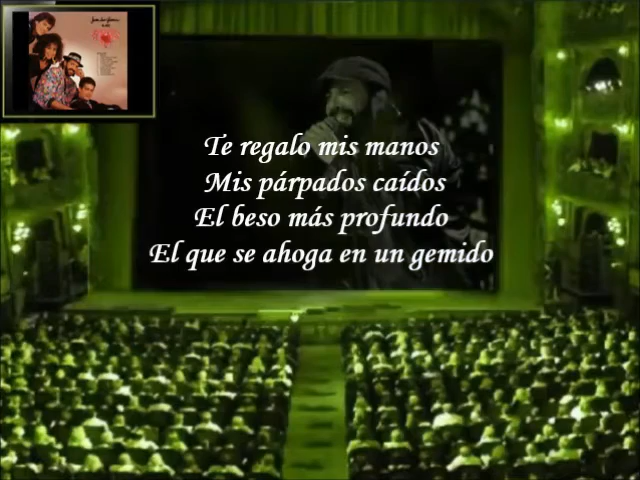 Te regalo mis manos
Mis párpados caídos
El beso más profundo
El que se ahoga en un gemido